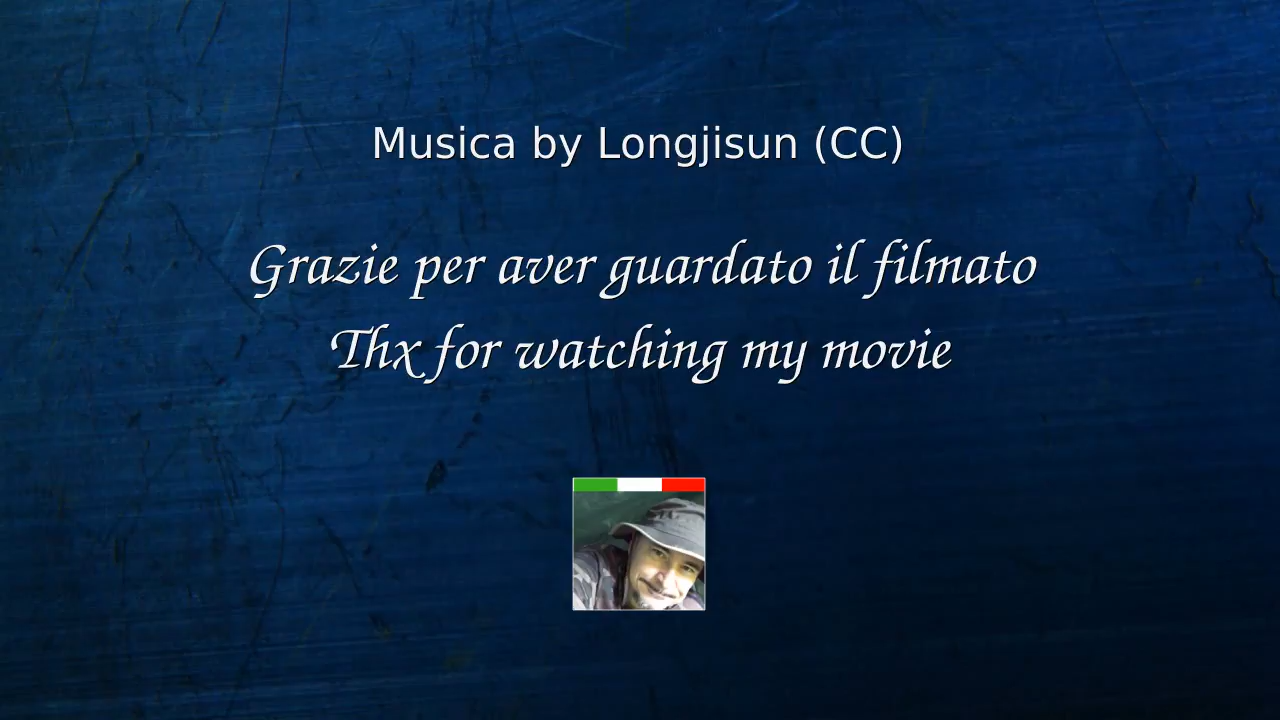 Musica by Longjisun (CC)
Grazie per aver guardato il filmato
Thx for watching my movie